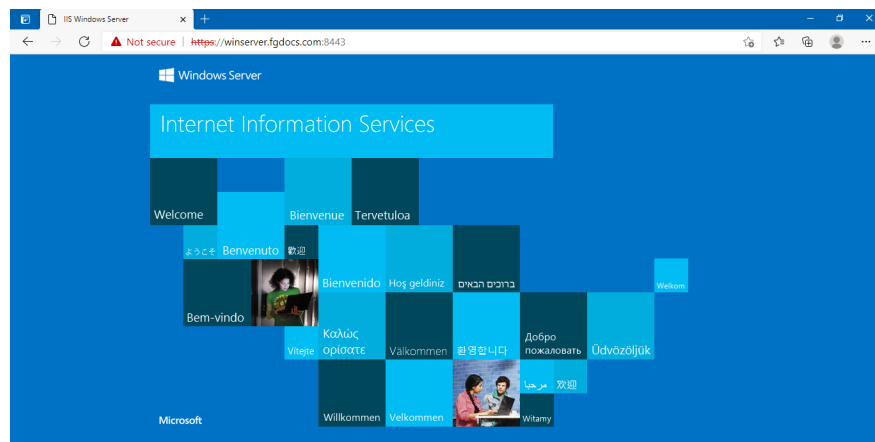 IIS Windows Server
Not secure
https://winserver.fgdocs.com:8443
Windows Server
Internet Information Services
Welcome
Bienvenue
Tervetuloa
ようこそ
Benvenuto
歡迎
Bienvenido
Hoş geldiniz
ברוכים הבאים
Welkom
Bem-vindo
Vítejte
Καλώς
ορίσατε
Välkommen
환영합니다
Добро
пожаловать
Üdvözöljük
مرحبا
欢迎
Willkommen
Velkommen
Witamy
Microsoft